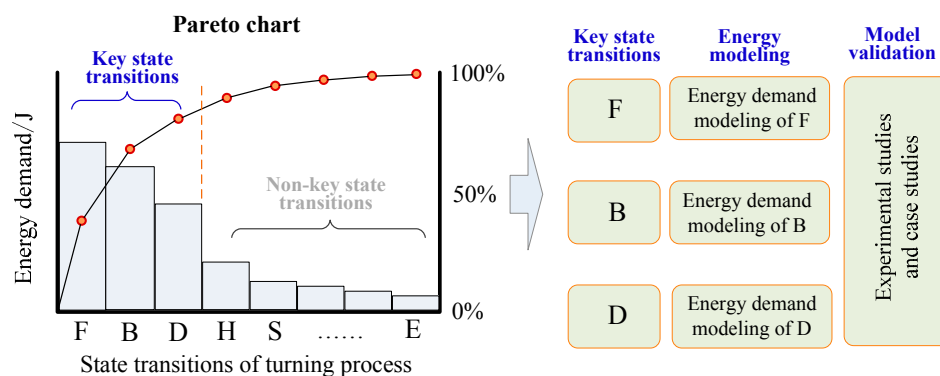 Pareto chart
Key state
transitions
Energy demand/J
100%
50%
0%
Non-key state
transitions
F B D H S …… E
State transitions of turning process
Key state
transitions
Energy
modeling
Model
validation
F
Energy demand
modeling of F
B
Energy demand
modeling of B
D
Energy demand
modeling of D
Experimental studies
and case studies